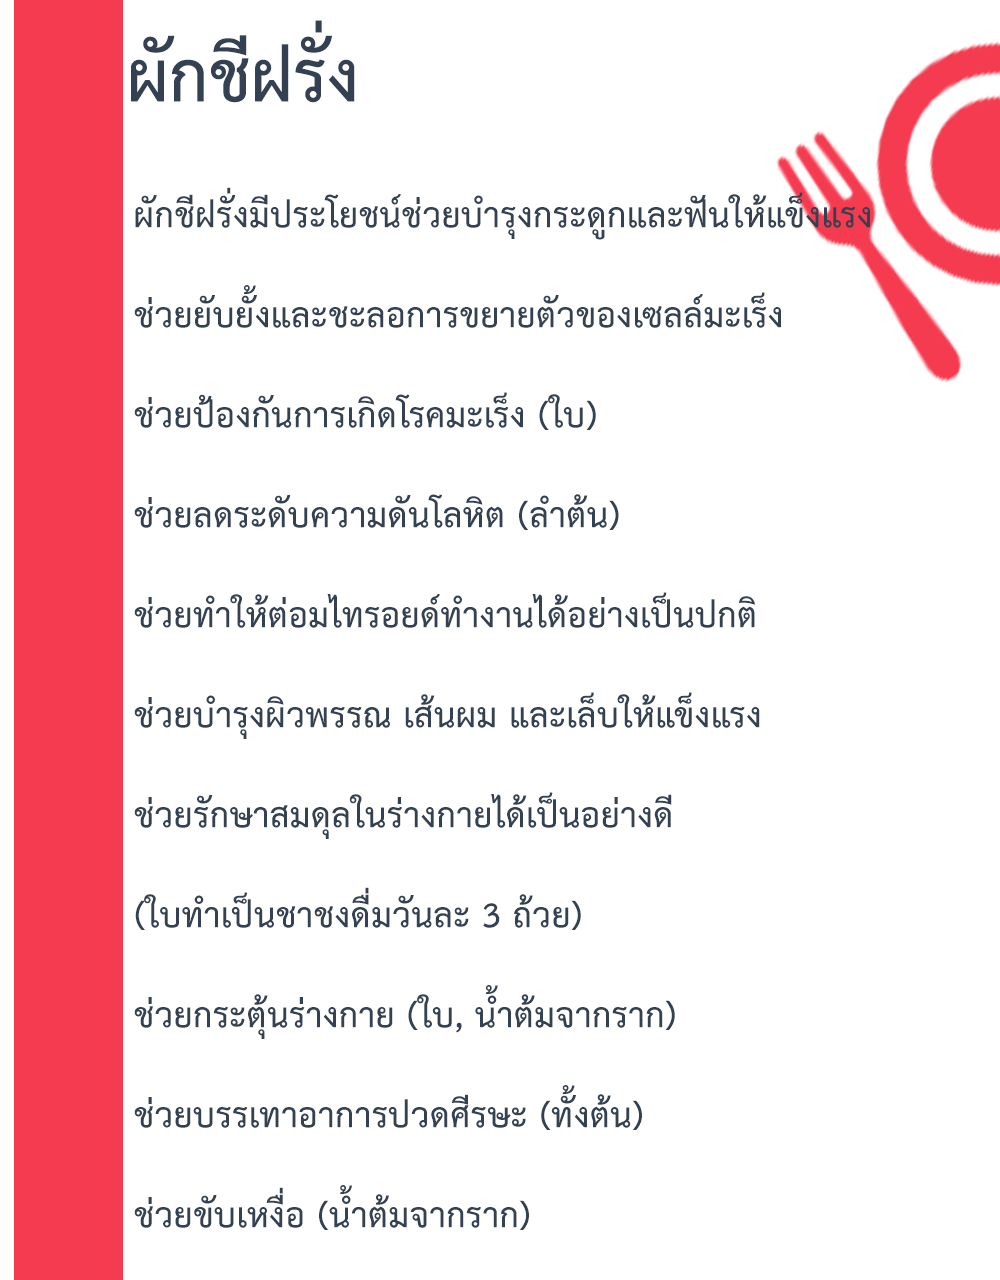 ผักชีฝรั่ง
ผักชีฝรั่งมีประโยชน์ช่วยบำรุงกระดูกและฟันให้แข็งแรง
ช่วยยับยั้งและชะลอการขยายตัวของเซลล์มะเร็ง
ช่วยป้องกันการเกิดโรคมะเร็ง (ใบ)
ช่วยลดระดับความดันโลหิต (ลำต้น)
ช่วยทำให้ต่อมไทรอยด์ทำงานได้อย่างเป็นปกติ
ช่วยบำรุงผิวพรรณ เส้นผม และเล็บให้แข็งแรง
ช่วยรักษาสมดุลในร่างกายได้เป็นอย่างดี
(ใบทำเป็นชาชงดื่มวันละ 3 ถ้วย)
ช่วยกระตุ้นร่างกาย (ใบ, น้ำต้มจากราก)
ช่วยบรรเทาอาการปวดศีรษะ (ทั้งต้น)
ช่วยขับเหงื่อ (น้ำต้มจากราก)